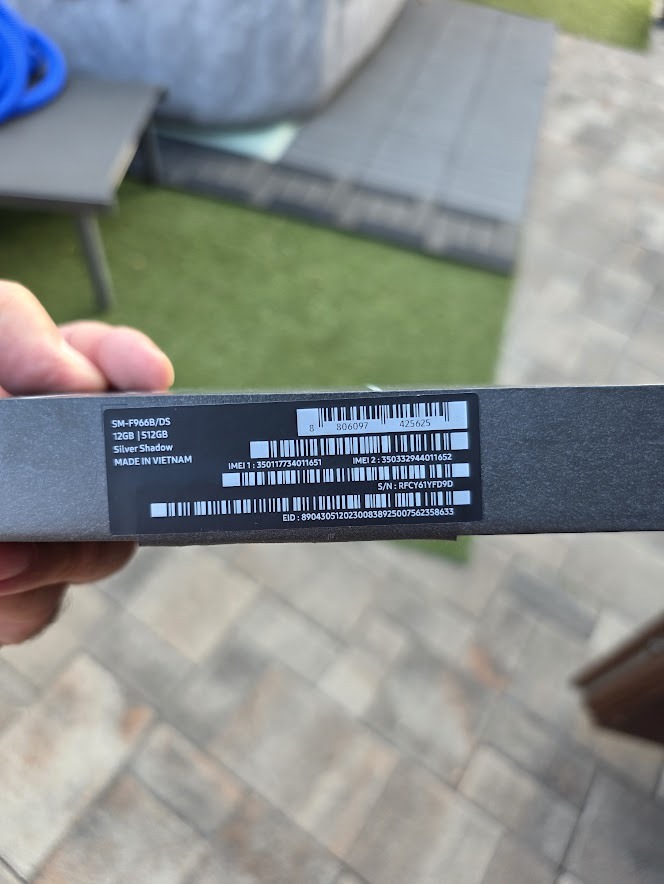 SM-F966B/DS
12GB | 512GB
Silver Shadow
MADE IN VIETNAM
8 806097 425625
IMEI 1 : 350117734011651 IMEI 2 : 350332944011652
S/N : RFCY61YFD9D
EID : 89043051202300838925007562358633